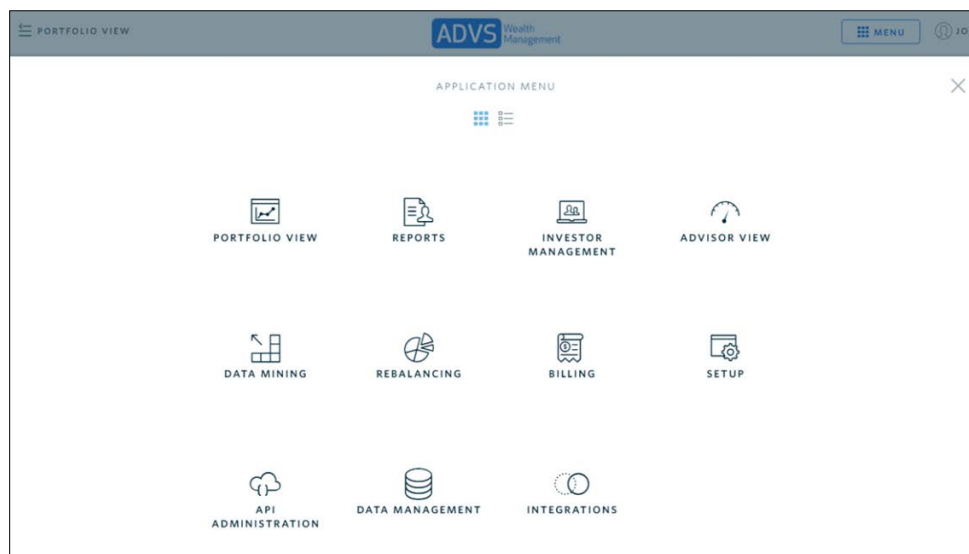 PORTFOLIO VIEW
ADVS Wealth
Management
MENU
JO
APPLICATION MENU
PORTFOLIO VIEW
REPORTS
INVESTOR
MANAGEMENT
ADVISOR VIEW
DATA MINING
REBALANCING
BILLING
SETUP
API
ADMINISTRATION
DATA MANAGEMENT
INTEGRATIONS